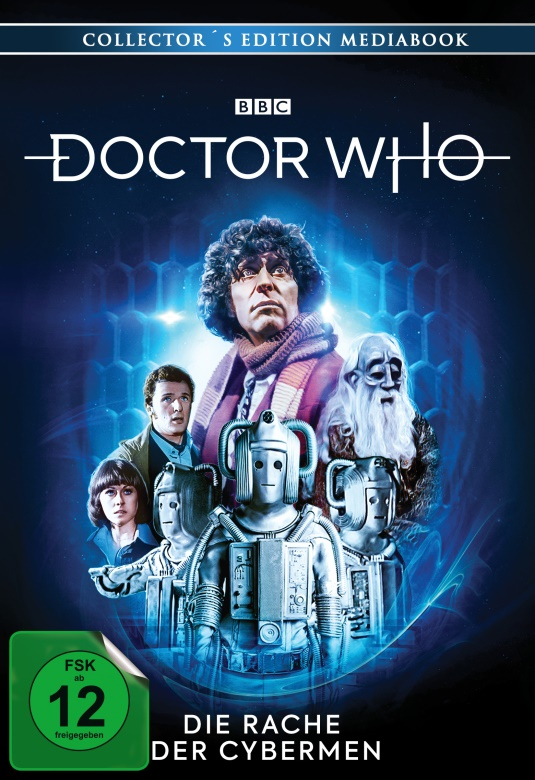 COLLECTOR´S EDITION MEDIABOOK
BBC
DOCTOR WHO
FSK
ab
12
freigegeben
DIE RACHE
DER CYBERMEN